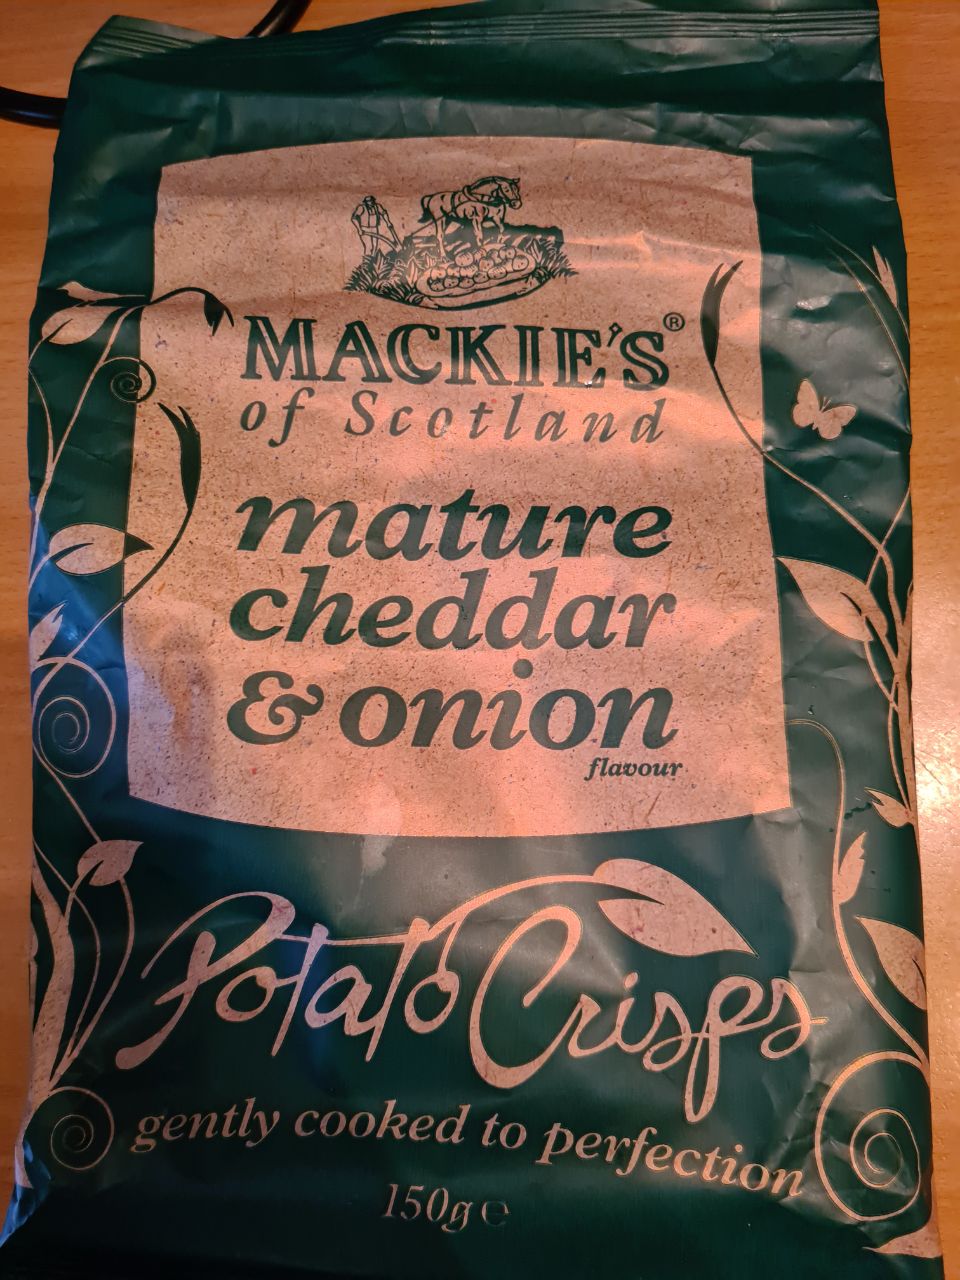 MACKIE'S®
of Scotland
mature
cheddar
& onion
flavour
Potato Crisps
gently cooked to perfection
150g ℮